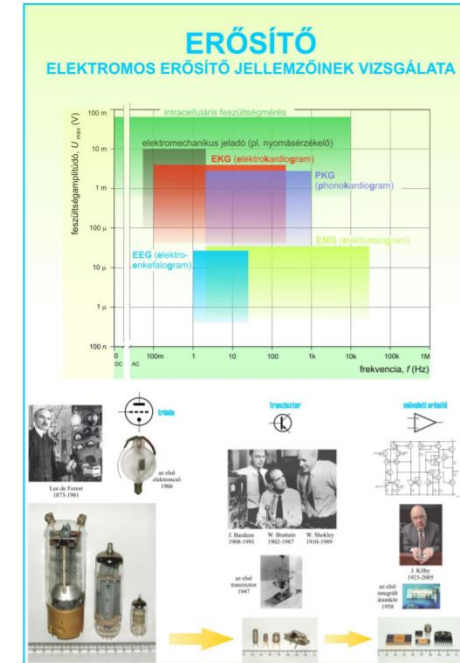 ERŐSÍTŐ
ELEKTROMOS ERŐSÍTŐ JELLEMZŐINEK VIZSGÁLATA
feszültségamplitúdó, U max (V)
100 m
10 m
1 m
100 µ
10 µ
1 µ
100 n
intracelluláris feszültségmérés
elektromechanikus jeladó (pl. nyomásérzékelő)
EKG (elektrokardiogram)
PKG
(phonokardiogram)
EMG (elektromiogram)
EEG (elektro-
enkefalogram)
0 100m 1 10 100 1k 10k 100k 1M
DC AC
frekvencia, f (Hz)
trióda
az első
elektroncső
1906
Lee de Forest
1873-1961
tranzisztor
J. Bardeen
1908-1991
W. Brattain
1902-1987
W. Shokley
1910-1989
az első
tranzisztor
1947
műveleti erősítő
J. Kilby
1923-2005
az első
integrált
áramkör
1958